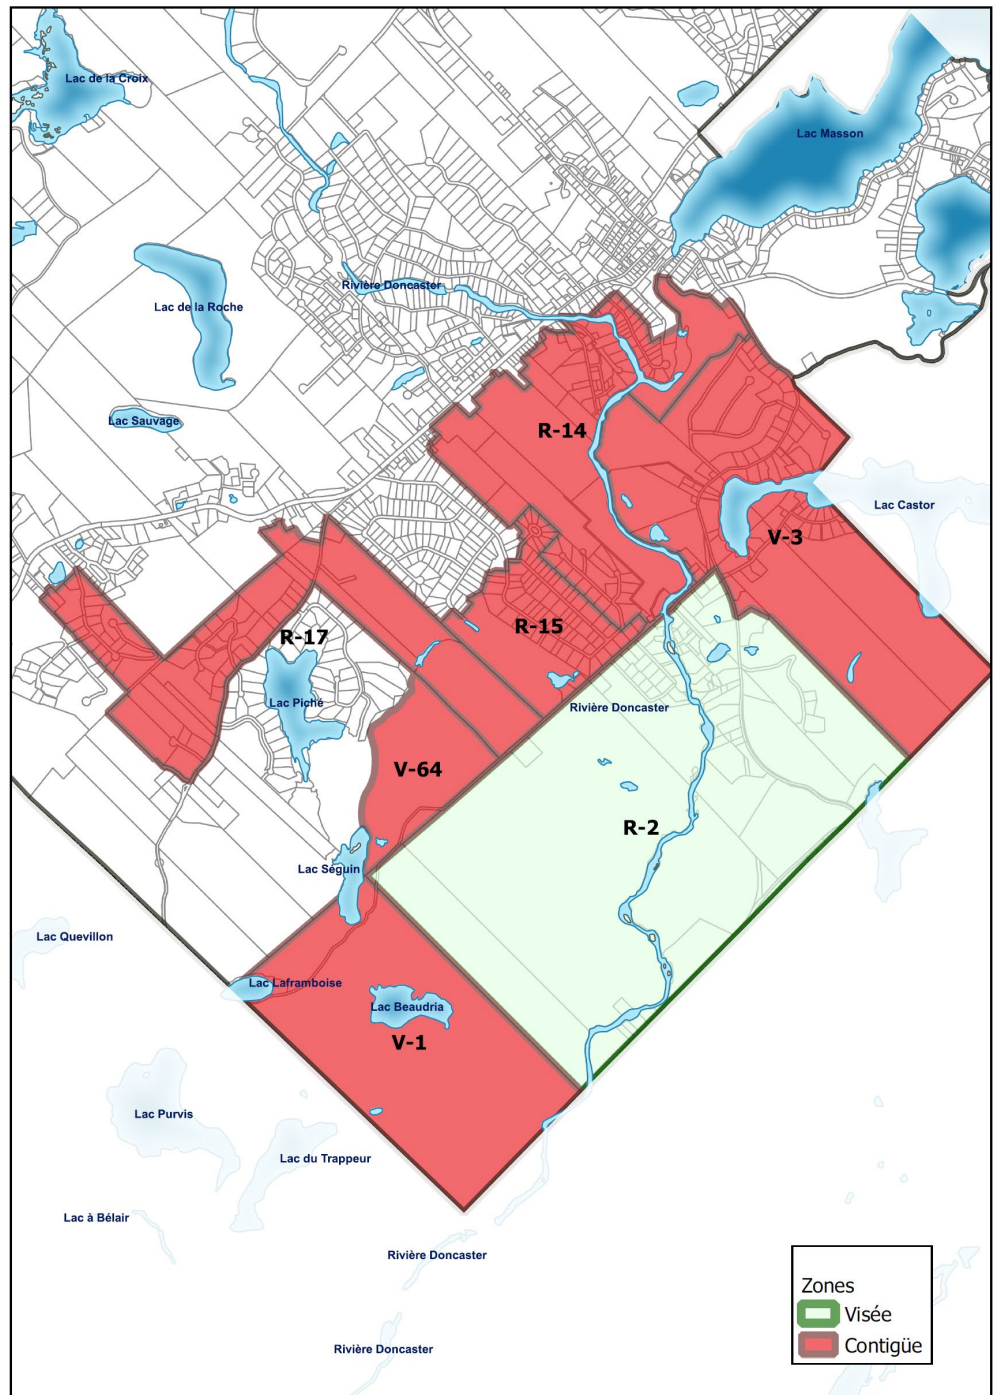 Lac de la Croix
Lac Masson
Rivière Doncaster
Lac de la Roche
Lac Sauvage
R-14
Lac Castor
V-3
R-15
R-17
Lac Piché
Rivière Doncaster
V-64
R-2
Lac Séguin
Lac Quevillon
Lac Laframboise
Lac Beaudria
V-1
Lac Purvis
Lac du Trappeur
Lac à Bélair
Rivière Doncaster
Rivière Doncaster
Zones
Visée
Contigüe